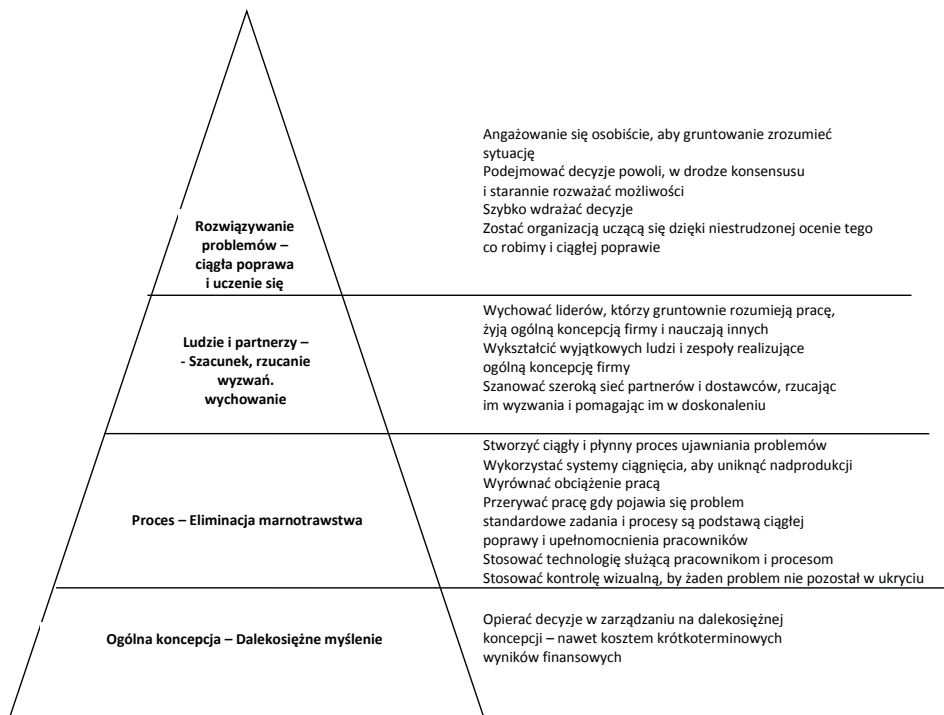 Angażowanie się osobiście, aby gruntowanie zrozumieć
sytuację
Podejmować decyzje powoli, w drodze konsensusu
i starannie rozważać możliwości
Szybko wdrażać decyzje
Zostać organizacją uczącą się dzięki niestrudzonej ocenie tego
co robimy i ciągłej poprawie
Rozwiązywanie
problemów –
ciągła poprawa
i uczenie się
Wychować liderów, którzy gruntownie rozumieją pracę,
żyją ogólną koncepcją firmy i nauczają innych
Wykształcić wyjątkowych ludzi i zespoły realizujące
ogólną koncepcję firmy
Szanować szeroką sieć partnerów i dostawców, rzucając
im wyzwania i pomagając im w doskonaleniu
Ludzie i partnerzy –
- Szacunek, rzucanie
wyzwań.
wychowanie
Stworzyć ciągły i płynny proces ujawniania problemów
Wykorzystać systemy ciągnięcia, aby uniknąć nadprodukcji
Wyrównać obciążenie pracą
Przerywać pracę gdy pojawia się problem
standardowe zadania i procesy są podstawą ciągłej
poprawy i upełnomocnienia pracowników
Stosować technologię służącą pracownikom i procesom
Stosować kontrolę wizualną, by żaden problem nie pozostał w ukryciu
Proces – Eliminacja marnotrawstwa
Opierać decyzje w zarządzaniu na dalekosiężnej
koncepcji – nawet kosztem krótkoterminowych
wyników finansowych
Ogólna koncepcja – Dalekosiężne myślenie